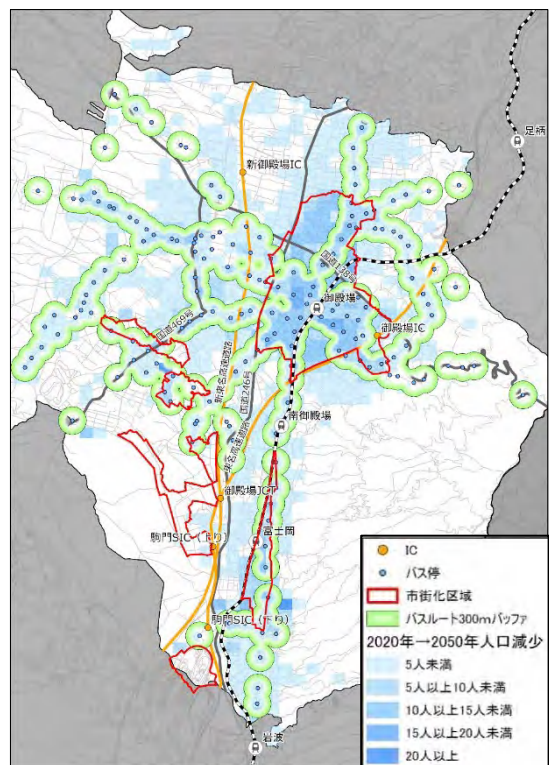 足柄
新御殿場IC
国道138号
御殿場
御殿場IC
国道469号
新東名高速道路
国道246号
東名高速道路
南御殿場
御殿場JCT
富士岡
駒門SIC（下り）
駒門SIC（下り）
岩波
IC
バス停
市街化区域
バスルート300mバッファ
2020年→2050年人口減少
5人未満
5人以上10人未満
10人以上15人未満
15人以上20人未満
20人以上